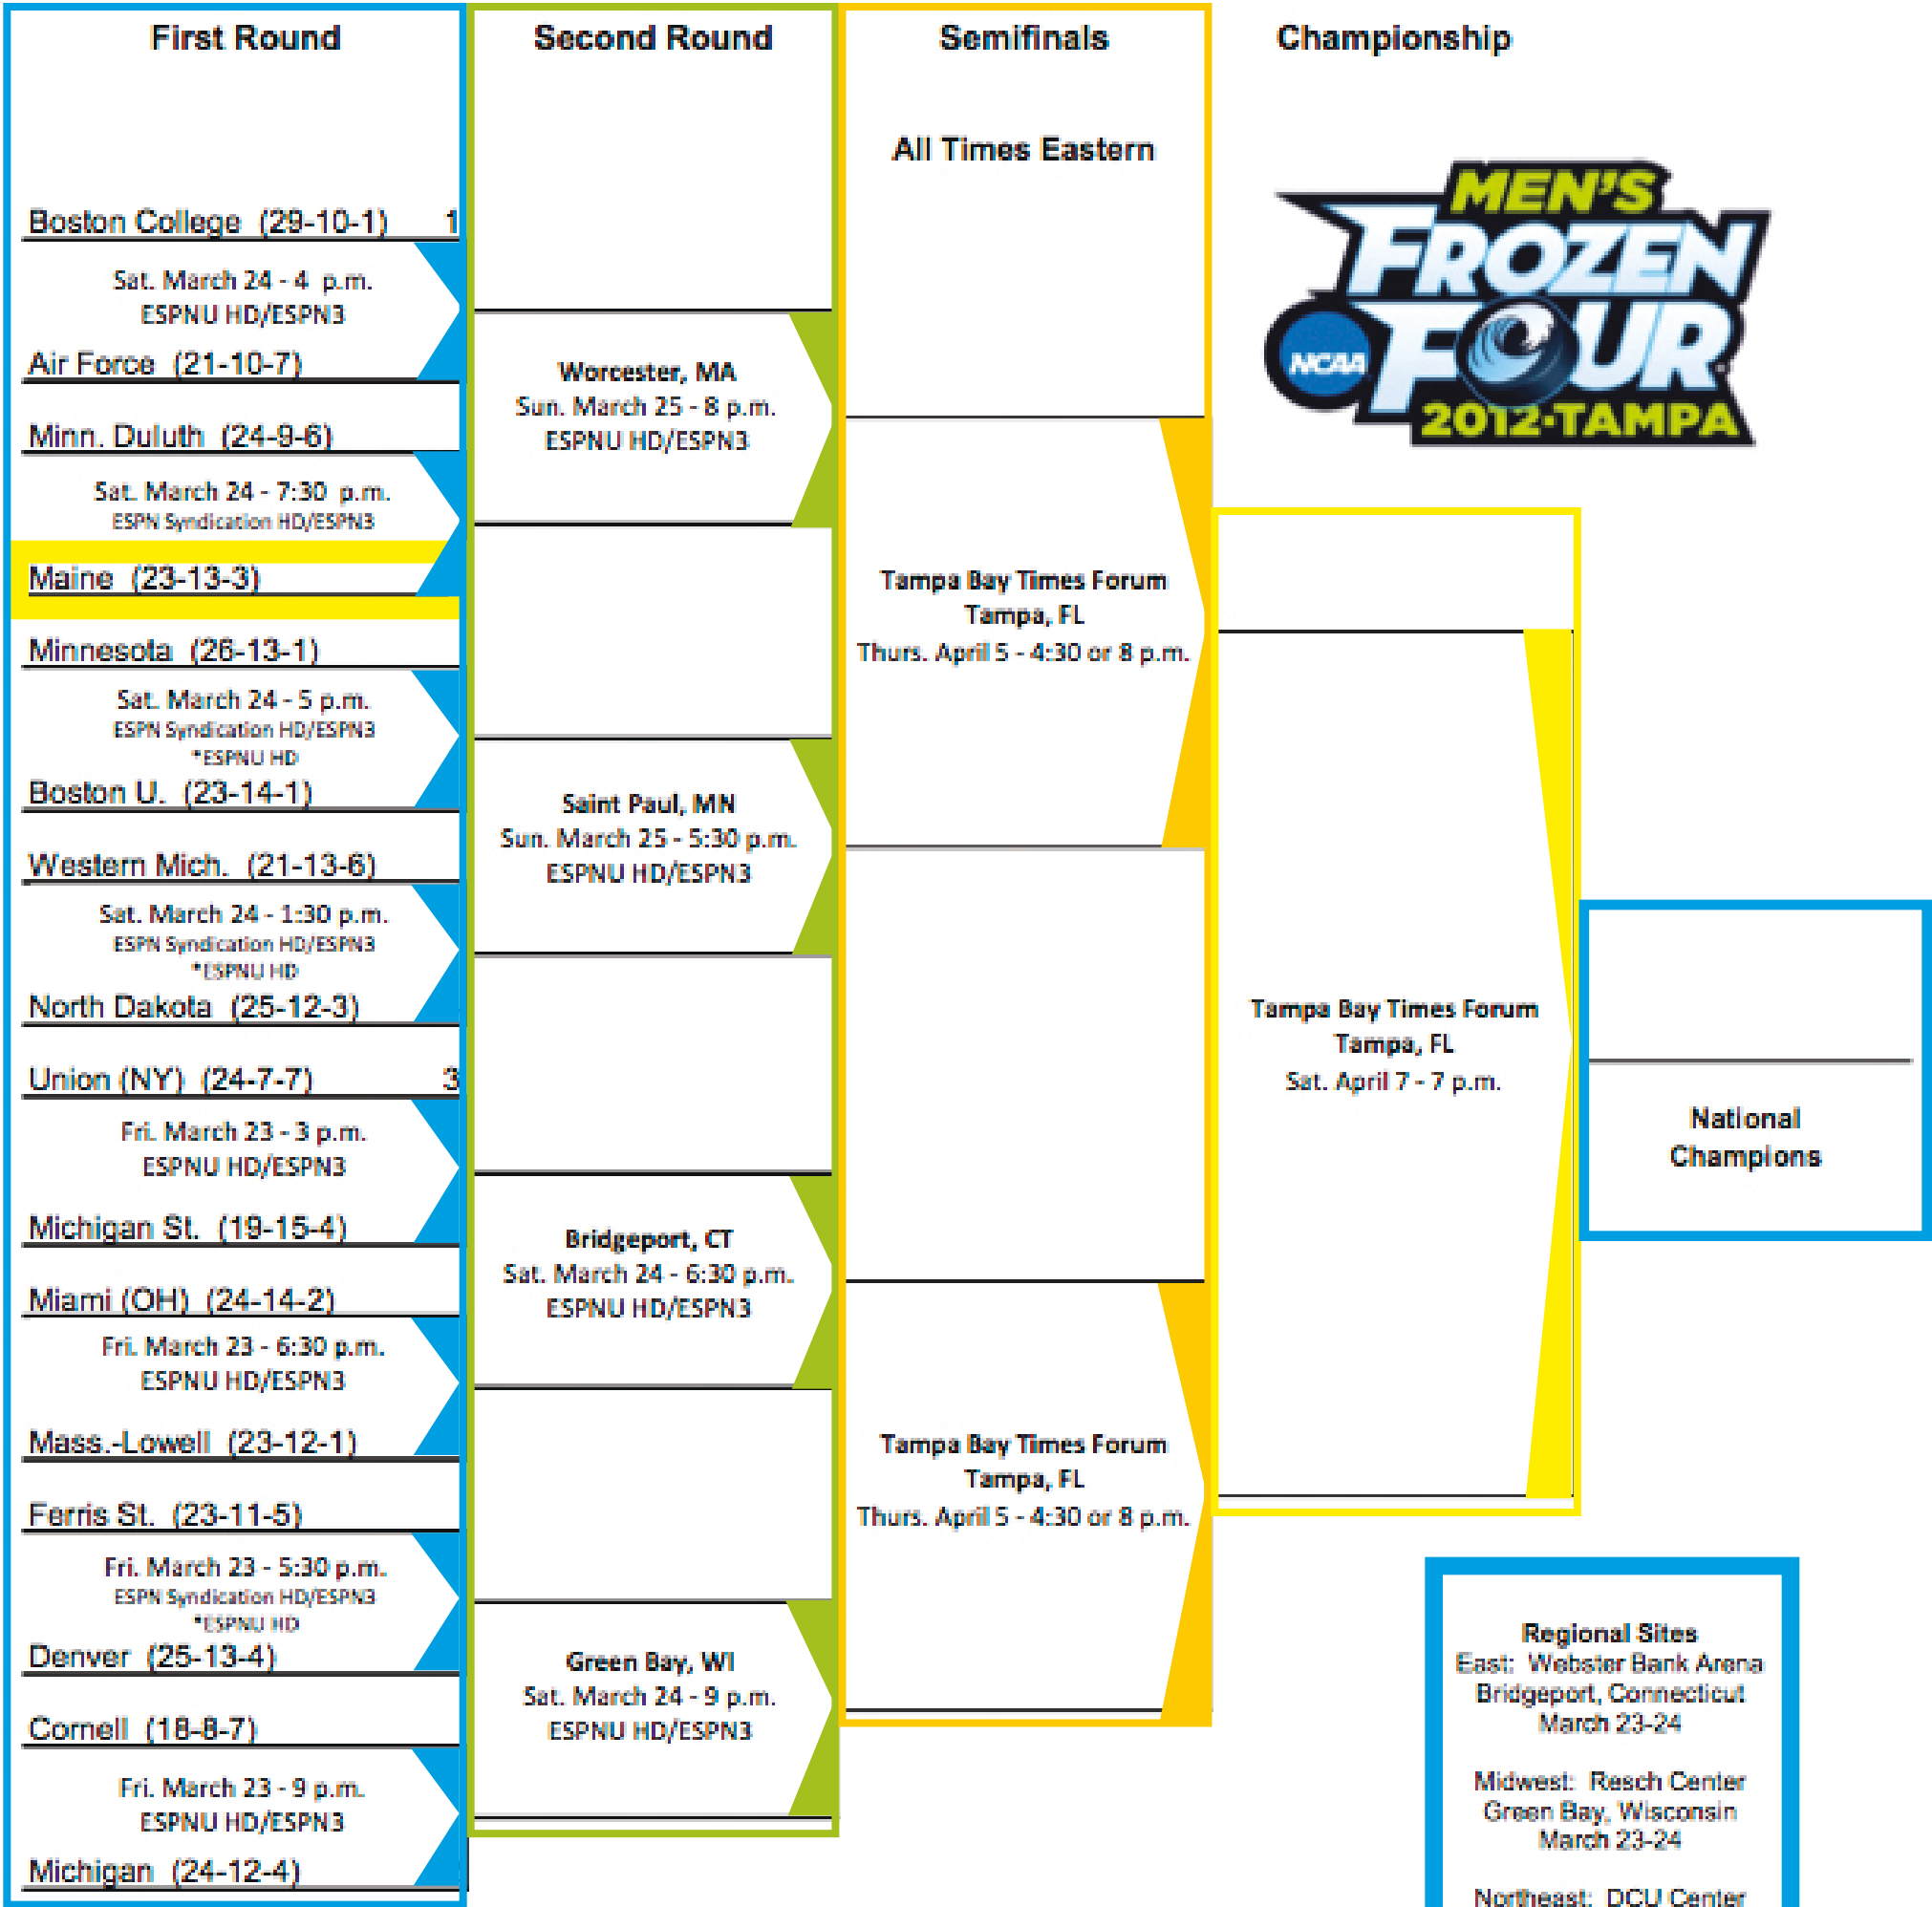 First Round
Boston College (29-10-1) 1
Sat. March 24 - 4 p.m.
ESPNU HD/ESPN3
Air Force (21-10-7)
Minn. Duluth (24-9-6)
Sat. March 24 - 7:30 p.m.
ESPN Syndication HD/ESPN3
Maine (23-13-3)
Minnesota (26-13-1)
Sat. March 24 - 5 p.m.
ESPN Syndication HD/ESPN3
*ESPNU HD
Boston U. (23-14-1)
Western Mich. (21-13-6)
Sat. March 24 - 1:30 p.m.
ESPN Syndication HD/ESPN3
*ESPNU HD
North Dakota (25-12-3)
Union (NY) (24-7-7) 3
Fri. March 23 - 3 p.m.
ESPNU HD/ESPN3
Michigan St. (19-15-4)
Miami (OH) (24-14-2)
Fri. March 23 - 6:30 p.m.
ESPNU HD/ESPN3
Mass.-Lowell (23-12-1)
Ferris St. (23-11-5)
Fri. March 23 - 5:30 p.m.
ESPN Syndication HD/ESPN3
*ESPNU HD
Denver (25-13-4)
Cornell (18-8-7)
Fri. March 23 - 9 p.m.
ESPNU HD/ESPN3
Michigan (24-12-4)
Second Round
Worcester, MA
Sun. March 25 - 8 p.m.
ESPNU HD/ESPN3
Saint Paul, MN
Sun. March 25 - 5:30 p.m.
ESPNU HD/ESPN3
Bridgeport, CT
Sat. March 24 - 6:30 p.m.
ESPNU HD/ESPN3
Green Bay, WI
Sat. March 24 - 9 p.m.
ESPNU HD/ESPN3
Semifinals
All Times Eastern
Tampa Bay Times Forum
Tampa, FL
Thurs. April 5 - 4:30 or 8 p.m.
Tampa Bay Times Forum
Tampa, FL
Thurs. April 5 - 4:30 or 8 p.m.
Championship
MEN'S
FROZEN
FOUR
NCAA
2012·TAMPA
Tampa Bay Times Forum
Tampa, FL
Sat. April 7 - 7 p.m.
National
Champions
Regional Sites
East: Webster Bank Arena
Bridgeport, Connecticut
March 23-24
Midwest: Resch Center
Green Bay, Wisconsin
March 23-24
Northeast: DCU Center